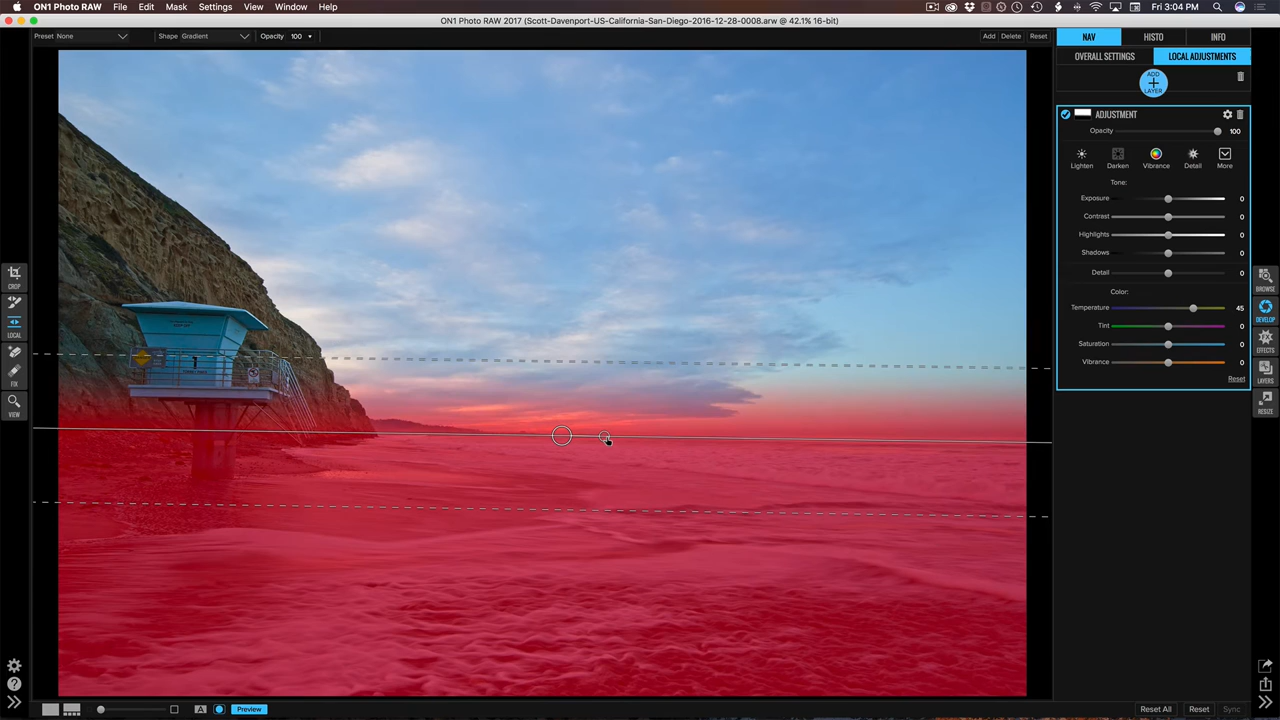 ON1 Photo RAW File Edit Mask Settings View Window Help Fri 3:04 PM
ON1 Photo RAW 2017 (Scott-Davenport-US-California-San-Diego-2016-12-28-0008.arw @ 42.1% 16-bit)
Preset None Shape Gradient Opacity 100 Add Delete Reset
NAV HISTO INFO
OVERALL SETTINGS LOCAL ADJUSTMENTS
ADD
LAYER
ADJUSTMENT
Opacity 100
Lighten Darken Vibrance Detail More
Tone:
Exposure 0
Contrast 0
Highlights 0
Shadows 0
Detail 0
Color:
Temperature 45
Tint 0
Saturation 0
Vibrance 0
Reset
CROP
LOCAL
FIX
VIEW
BROWSE
DEVELOP
EFFECTS
LAYERS
RESIZE
A Preview Reset All Reset Sync